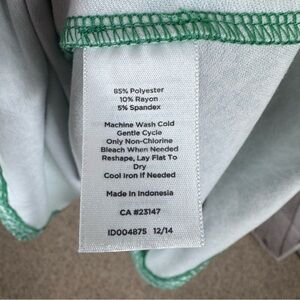 85% Polyester
10% Rayon
5% Spandex
Machine Wash Cold
Gentle Cycle
Only Non-Chlorine
Bleach When Needed
Reshape, Lay Flat To
Dry
Cool Iron If Needed
Made In Indonesia
CA #23147
ID004875 12/14